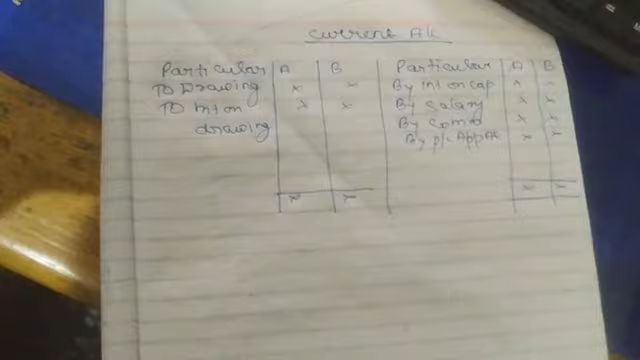 Current A/c
Particular A B Particular A B
To Drawing x x By Int on cap x -
To Int on x x By Salary x x
drawing By Comm x x
By P/L App A/c x x
x x x x